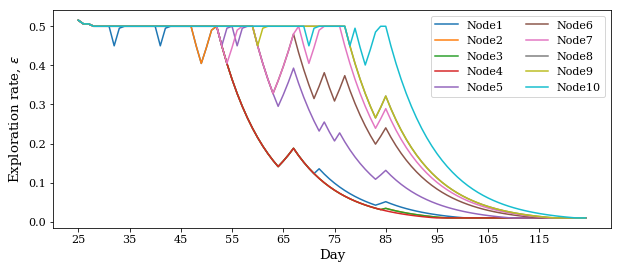 Exploration rate, ε
0.5
0.4
0.3
0.2
0.1
0.0
25 35 45 55 65 75 85 95 105 115
Day
Node1 Node6
Node2 Node7
Node3 Node8
Node4 Node9
Node5 Node10